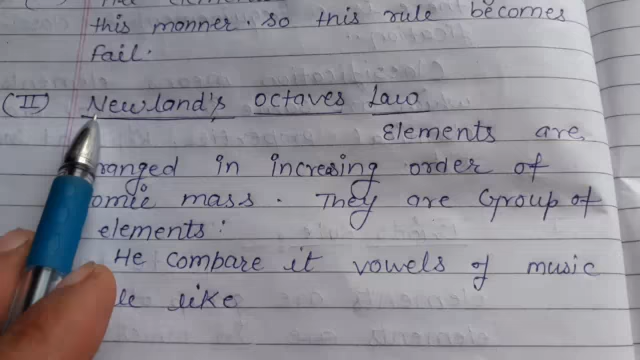 this manner. so this rule becomes
fail.
(II) Newland's octaves Law
Elements are
ranged in increasing order of
omic mass. They are Group of
elements:
He compare it vowels of music
like